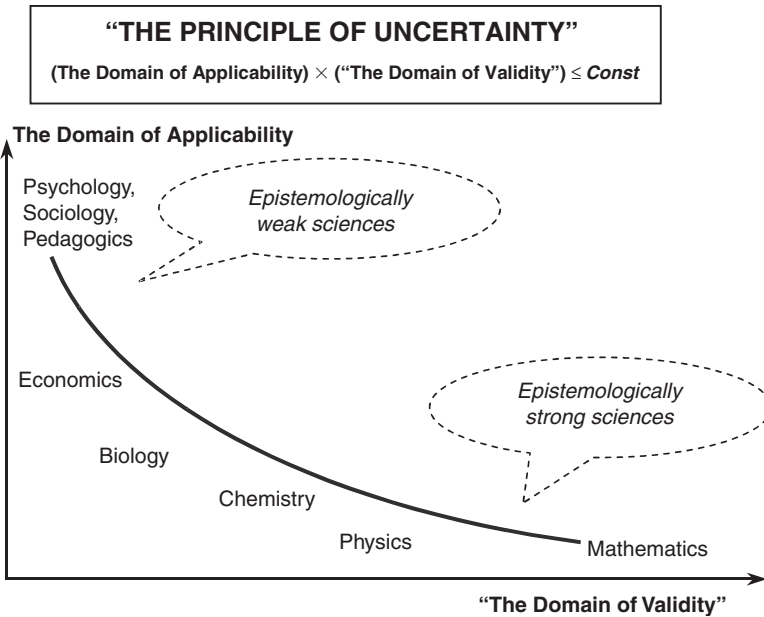 “THE PRINCIPLE OF UNCERTAINTY”
(The Domain of Applicability) × (“The Domain of Validity”) ≤ Const
The Domain of Applicability
Psychology,
Sociology,
Pedagogics
Epistemologically
weak sciences
Economics
Epistemologically
strong sciences
Biology
Chemistry
Physics
Mathematics
“The Domain of Validity”